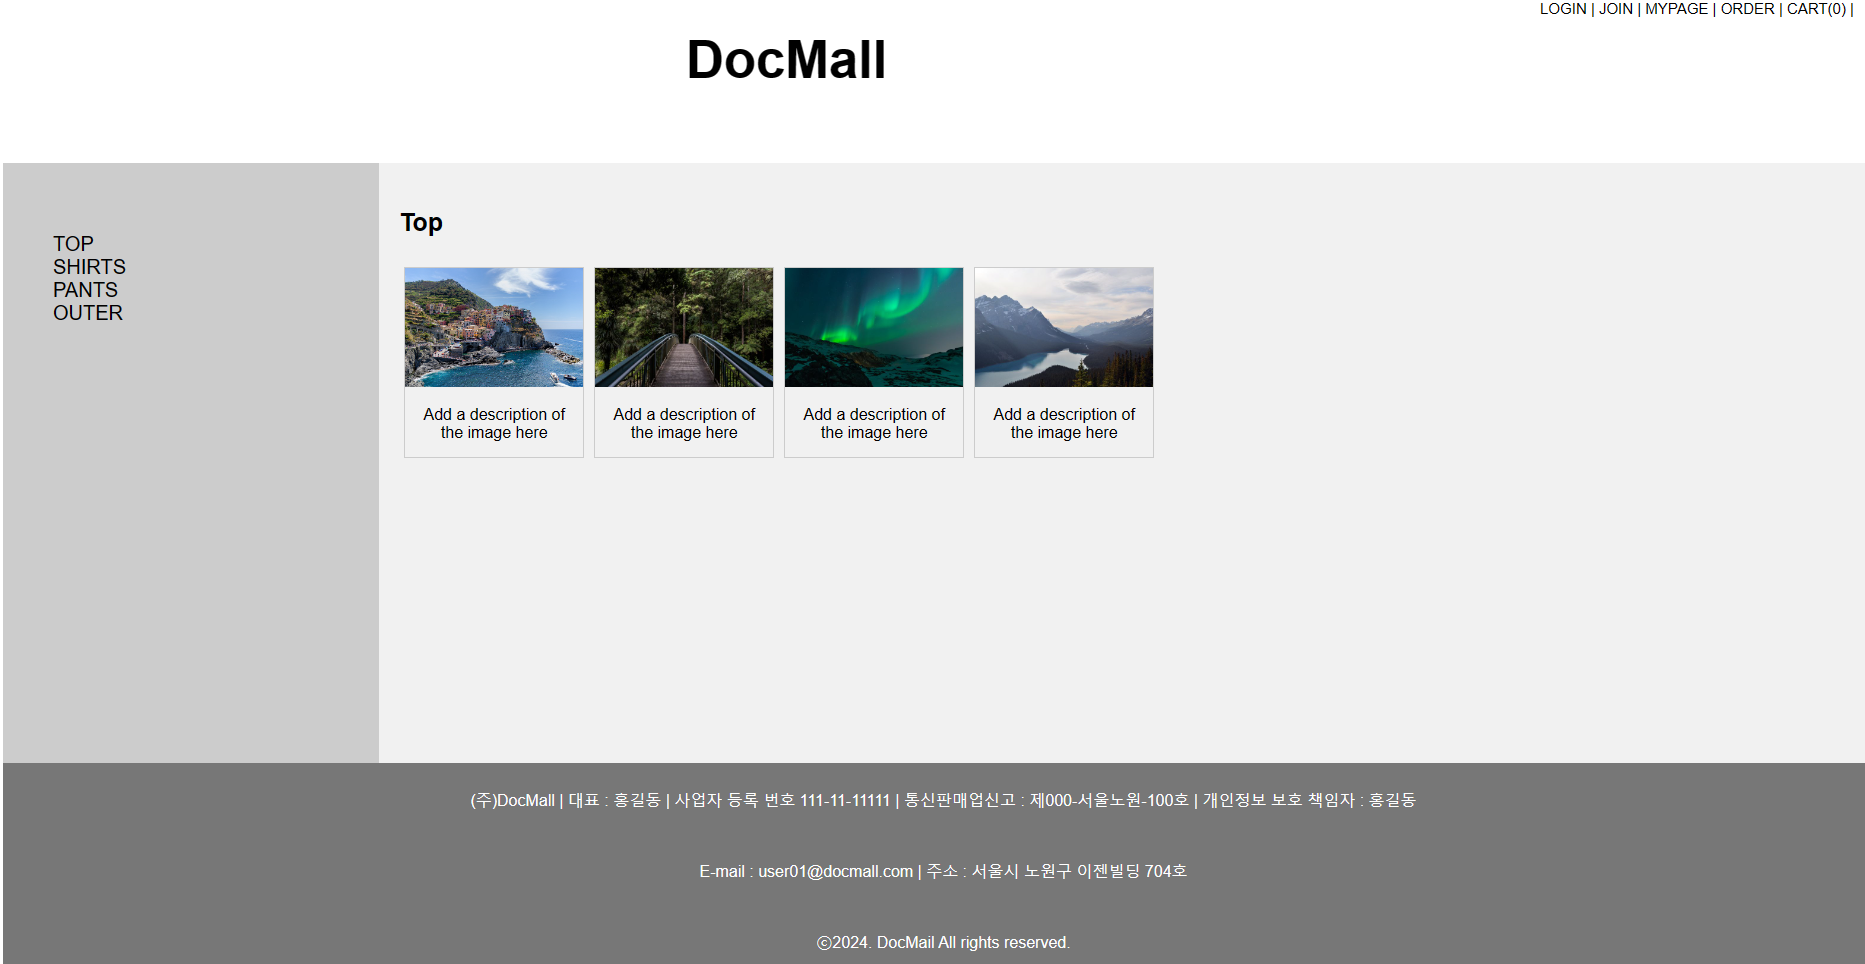 LOGIN | JOIN | MYPAGE | ORDER | CART(0) |
DocMall
TOP
SHIRTS
PANTS
OUTER
Top
Add a description of
the image here
Add a description of
the image here
Add a description of
the image here
Add a description of
the image here
(주)DocMall | 대표 : 홍길동 | 사업자 등록 번호 111-11-11111 | 통신판매업신고 : 제000-서울노원-100호 | 개인정보 보호 책임자 : 홍길동
E-mail : user01@docmall.com | 주소 : 서울시 노원구 이젠빌딩 704호
ⓒ2024. DocMail All rights reserved.